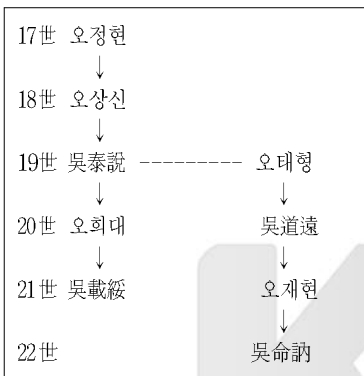 17世 오정현
↓
18世 오상신
↓
19世 吳泰說 --------- 오태형
↓ ↓
20世 오희대 吳道遠
↓ ↓
21世 吳載綏 오재현
↓
22世 吳命訥